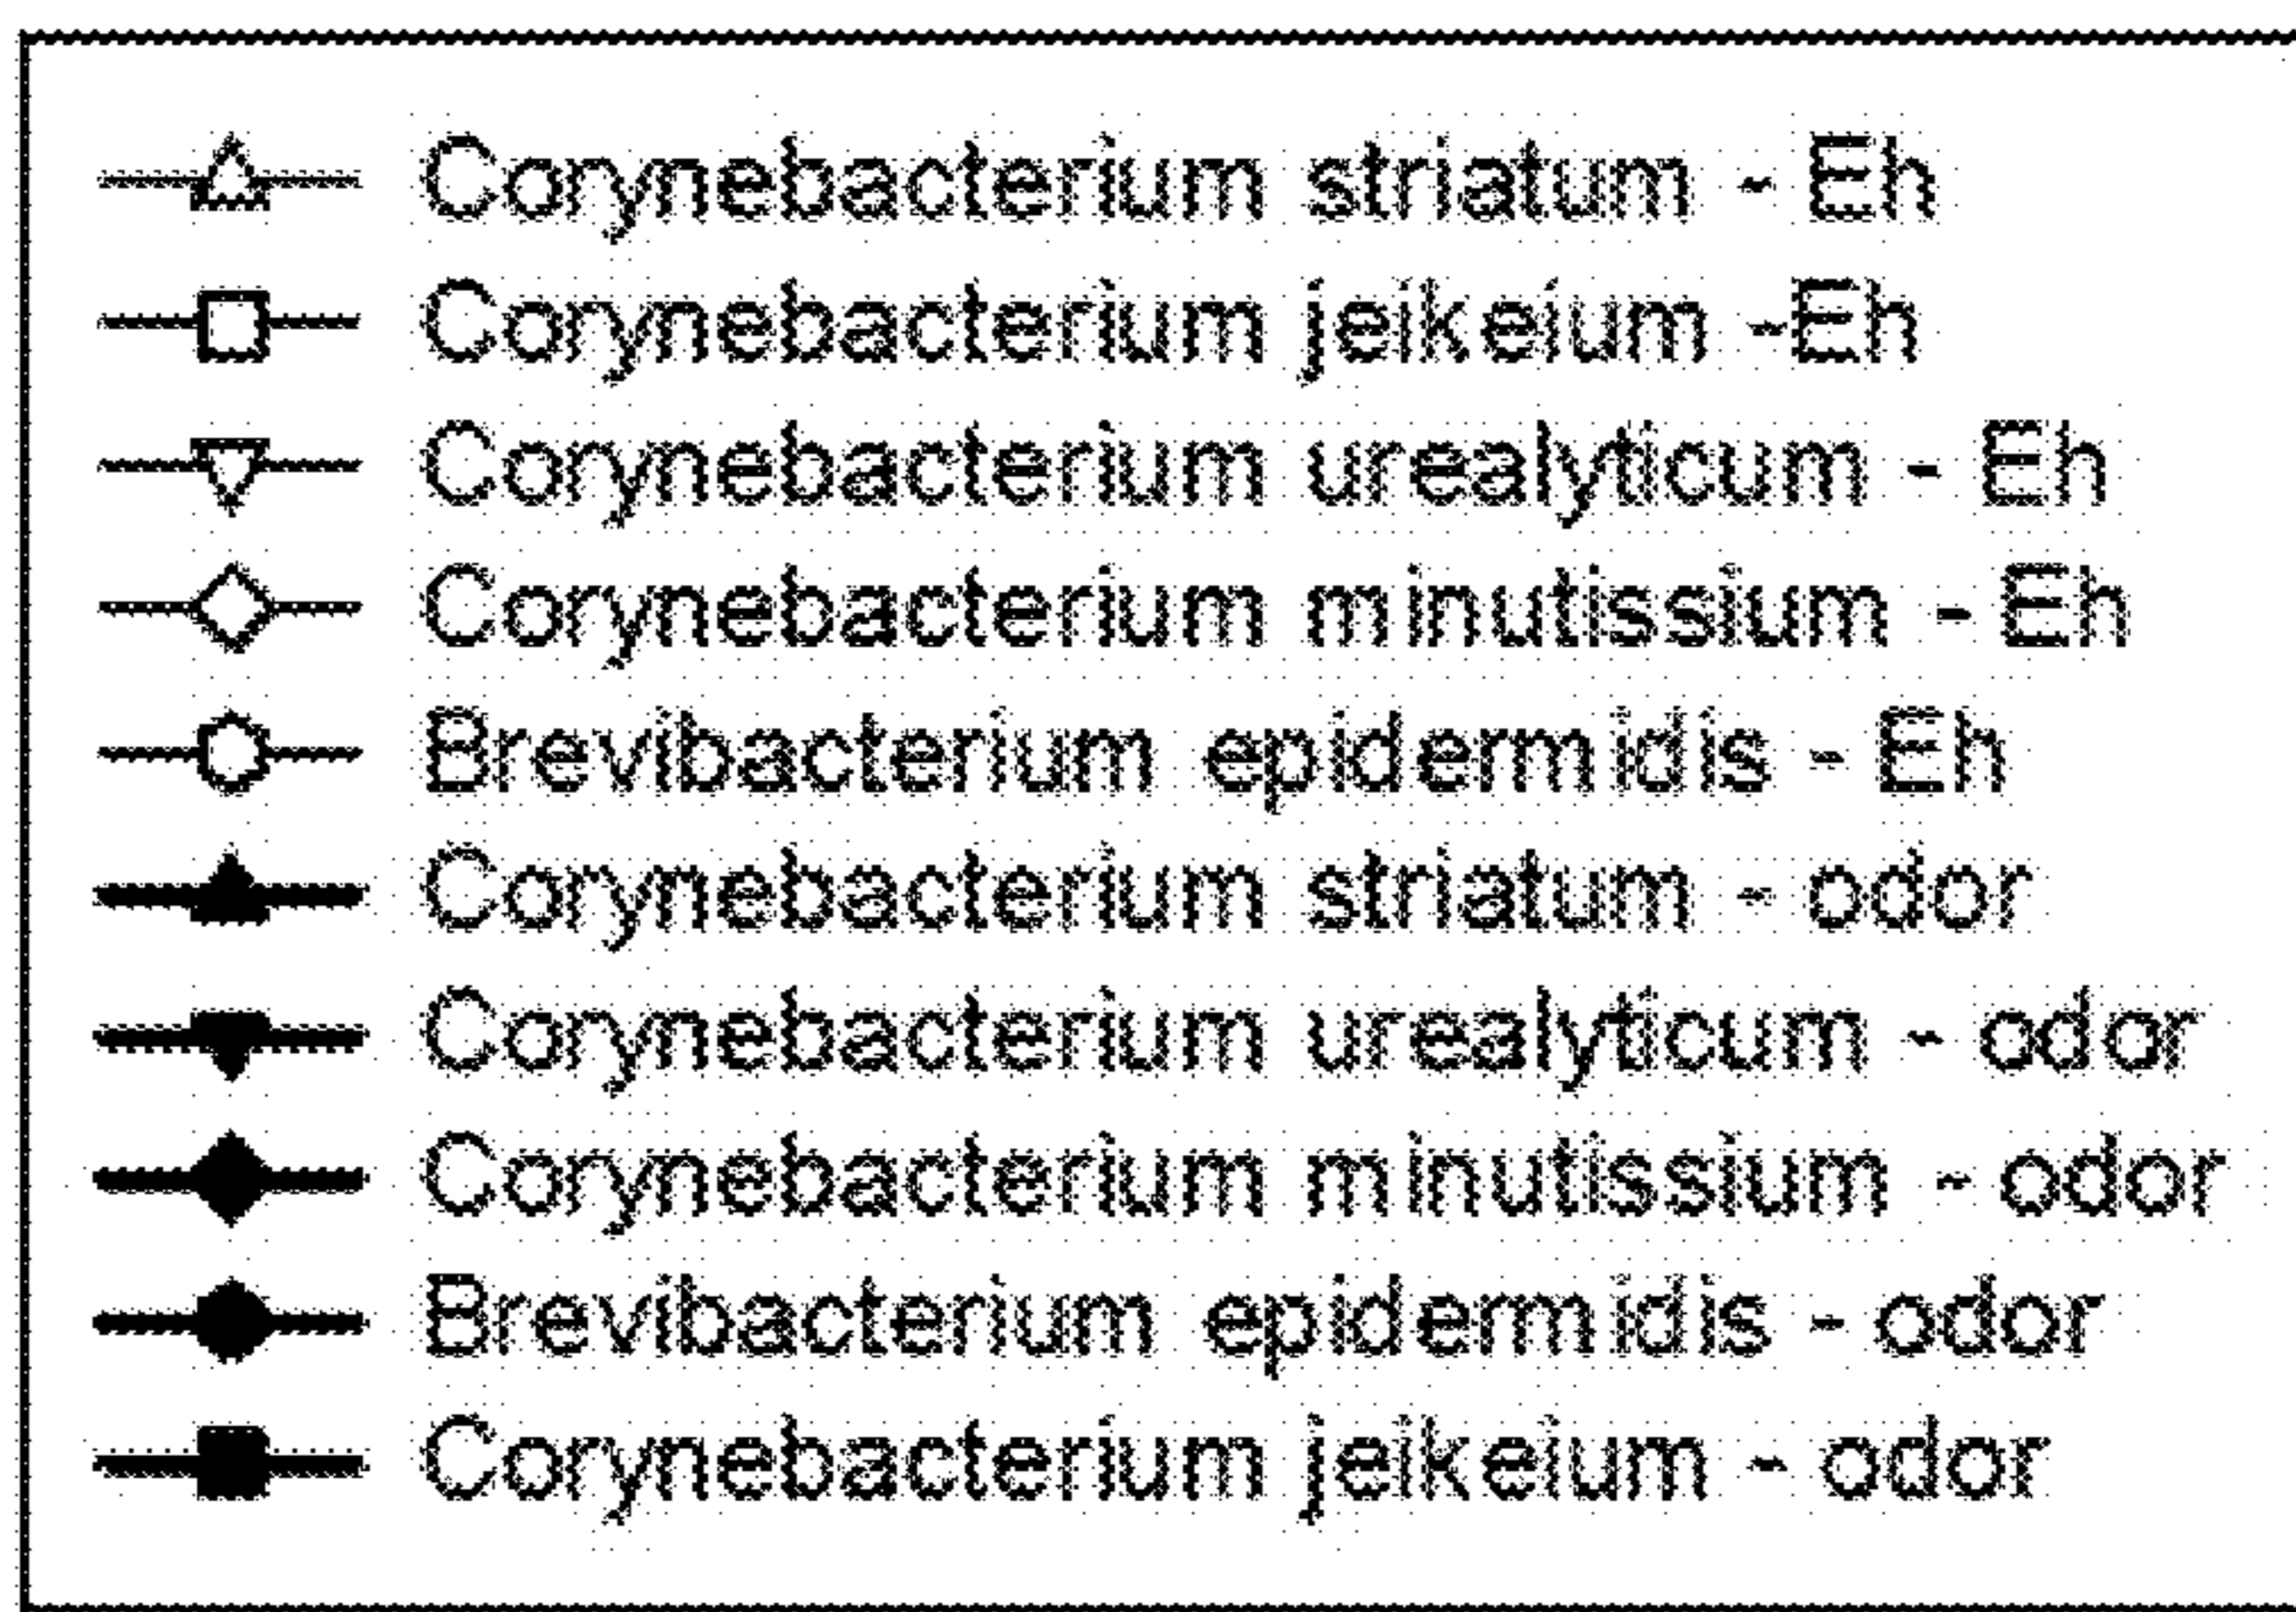 Corynebacterium striatum - Eh
Corynebacterium jeikeium -Eh
Corynebacterium urealyticum - Eh
Corynebacterium minutissium - Eh
Brevibacterium epidermidis - Eh
Corynebacterium striatum - odor
Corynebacterium urealyticum - odor
Corynebacterium minutissium - odor
Brevibacterium epidermidis - odor
Corynebacterium jeikeium - odor